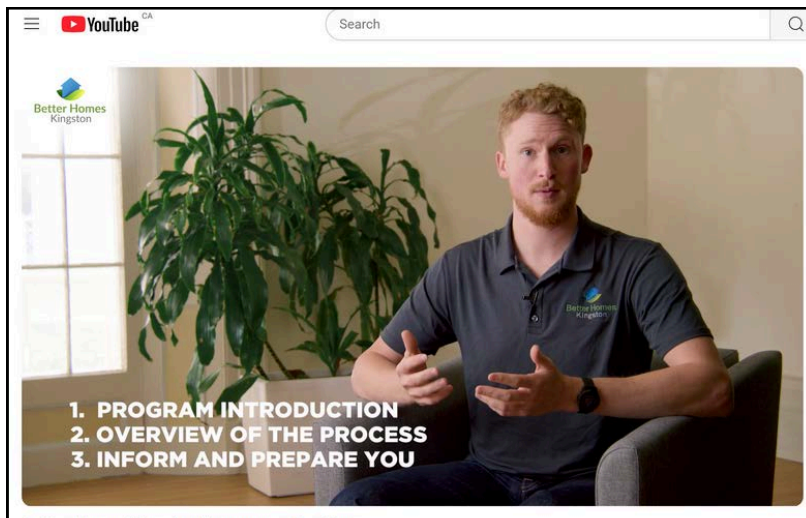 YouTube CA
Search
Better Homes
Kingston
Better Homes
Kingston
1. PROGRAM INTRODUCTION
2. OVERVIEW OF THE PROCESS
3. INFORM AND PREPARE YOU